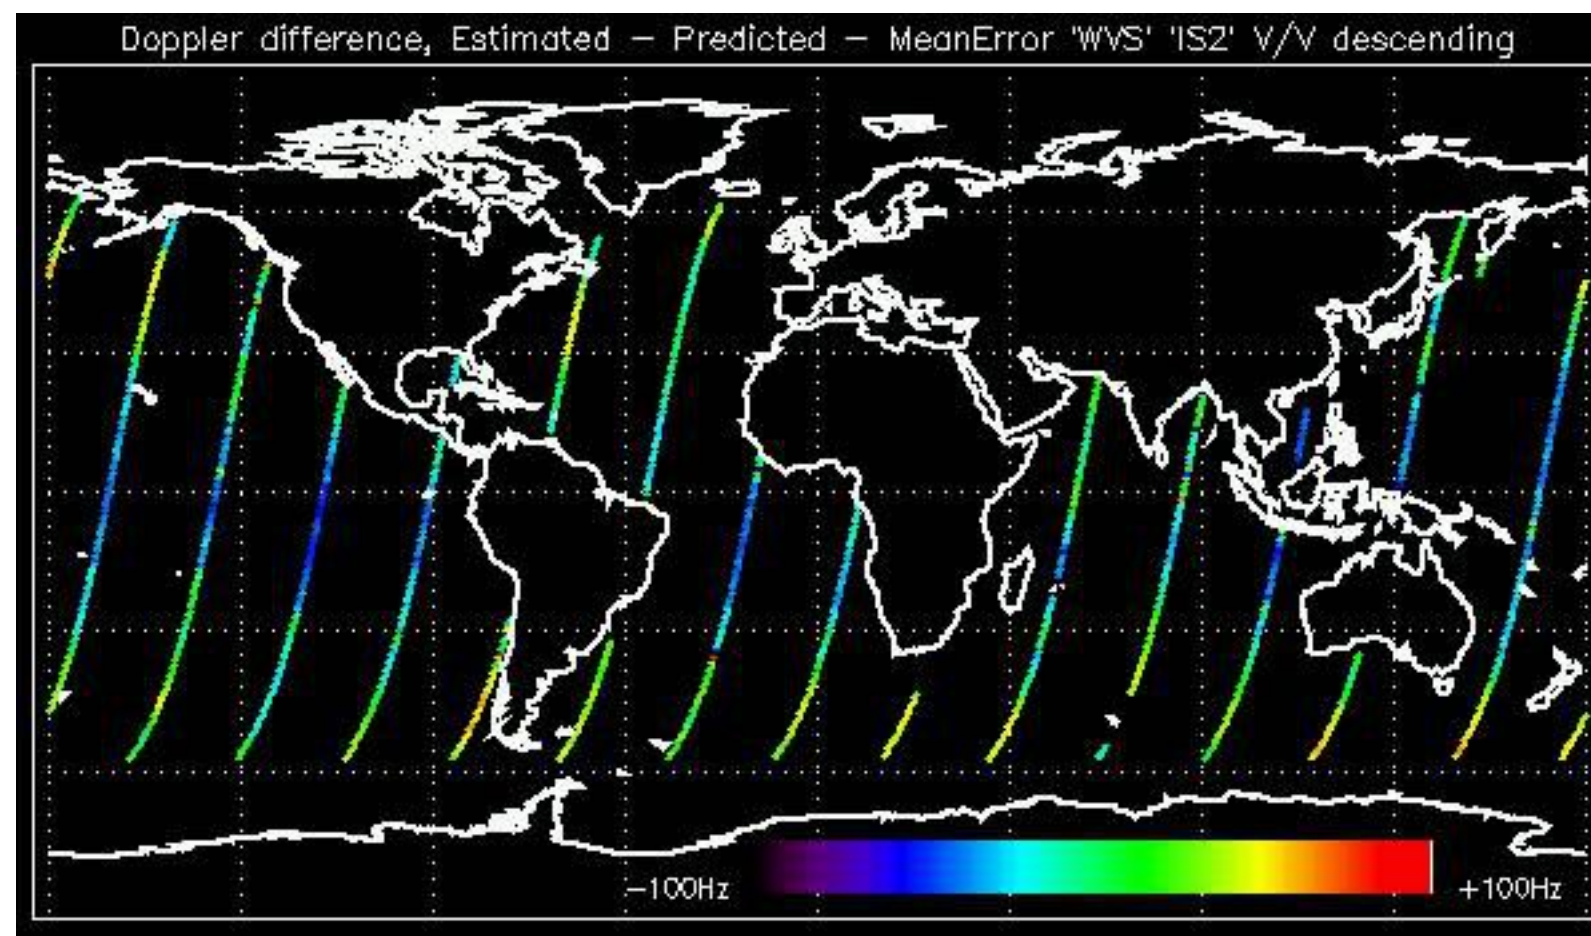 Doppler difference, Estimated — Predicted — MeanError 'WVS' 'IS2' V/V descending
—100Hz
+100Hz